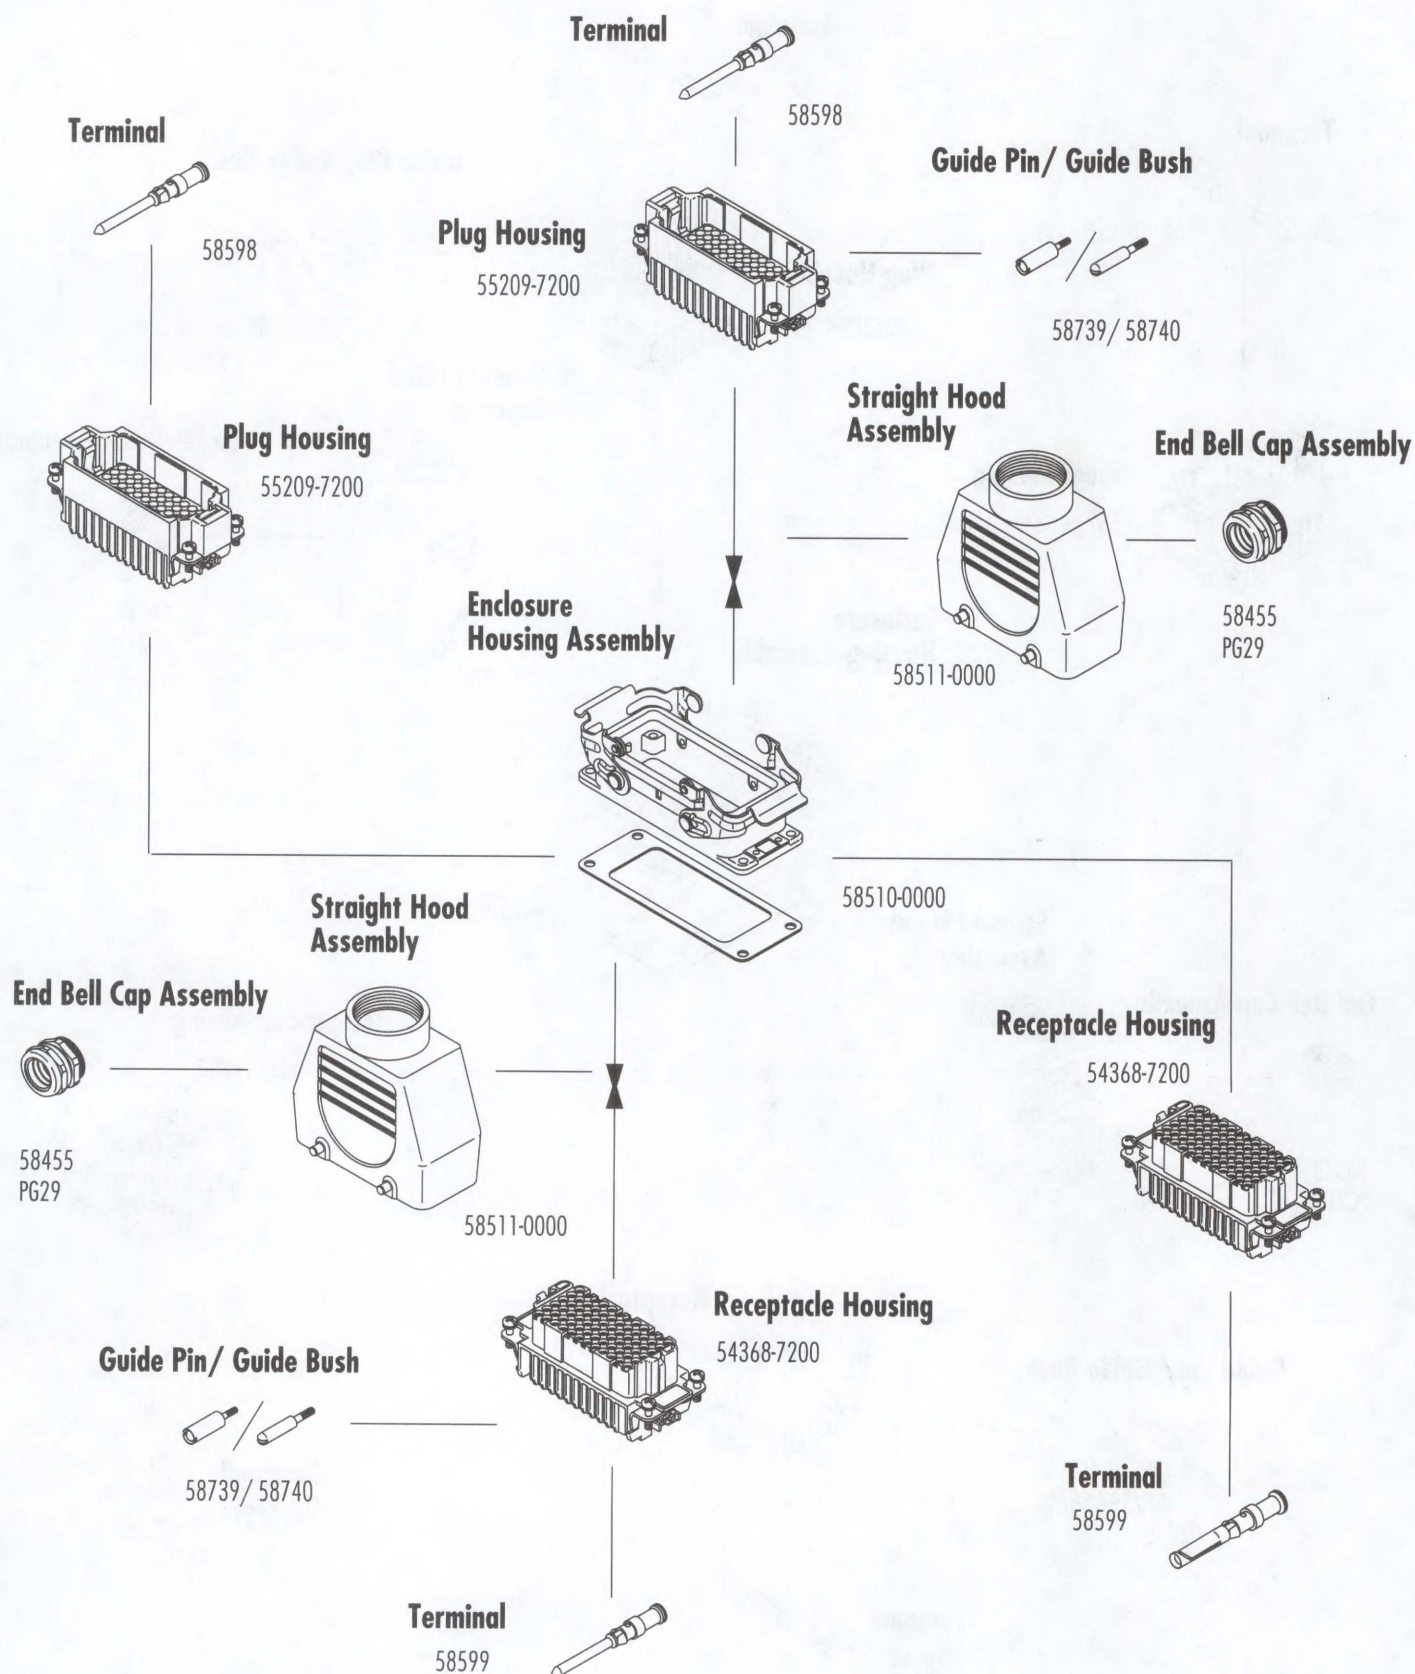 Terminal
58598
Terminal
58598
Guide Pin/ Guide Bush
58739/ 58740
Plug Housing
55209-7200
Straight Hood
Assembly
58511-0000
End Bell Cap Assembly
58455
PG29
Plug Housing
55209-7200
Enclosure
Housing Assembly
58510-0000
Straight Hood
Assembly
58511-0000
End Bell Cap Assembly
58455
PG29
Receptacle Housing
54368-7200
Receptacle Housing
54368-7200
Guide Pin/ Guide Bush
58739/ 58740
Terminal
58599
Terminal
58599